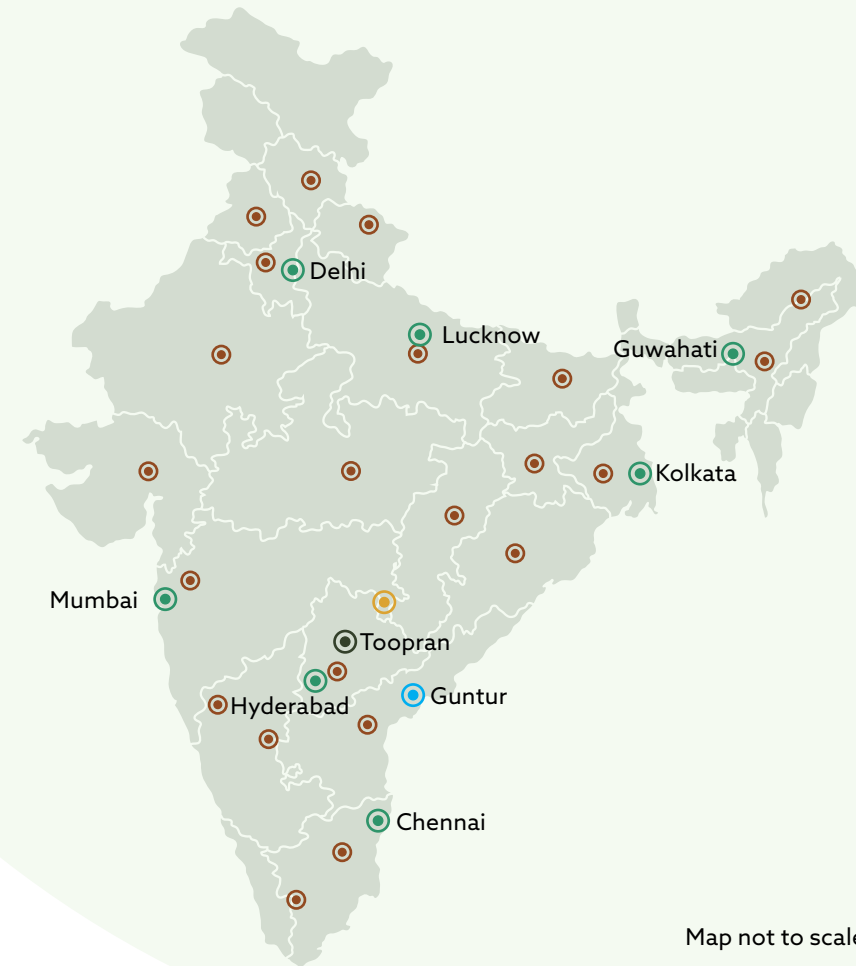 Delhi
Lucknow
Guwahati
Kolkata
Mumbai
Toopran
Guntur
Hyderabad
Chennai
Map not to scale